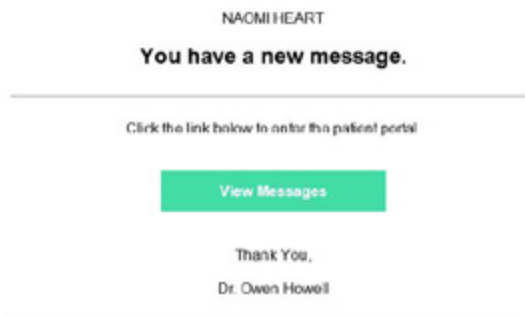 NAOMI HEART
You have a new message.
Click the link below to enter the patient portal
View Messages
Thank You,
Dr. Owen Howell